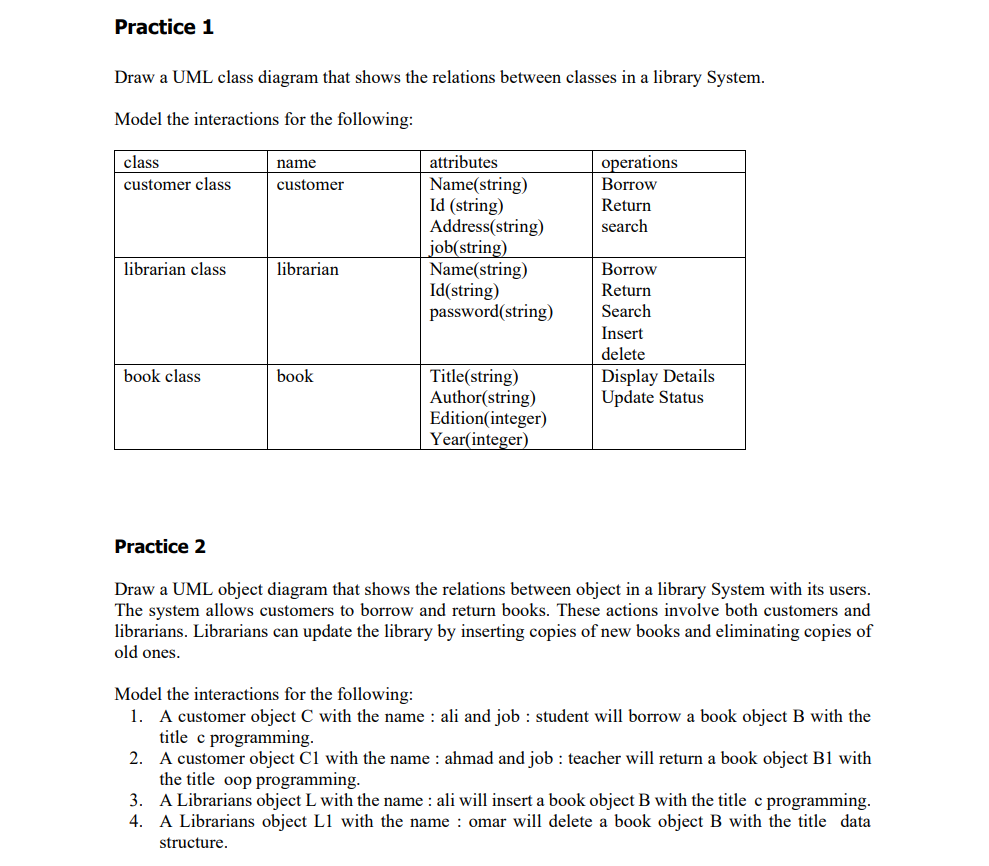 Practice 1
Draw a UML class diagram that shows the relations between classes in a library System.
Model the interactions for the following:
class name attributes operations
customer class customer Name(string) Borrow
Id (string) Return
Address(string) search
job(string)
librarian class librarian Name(string) Borrow
Id(string) Return
password(string) Search
Insert
delete
book class book Title(string) Display Details
Author(string) Update Status
Edition(integer)
Year(integer)
Practice 2
Draw a UML object diagram that shows the relations between object in a library System with its users.
The system allows customers to borrow and return books. These actions involve both customers and
librarians. Librarians can update the library by inserting copies of new books and eliminating copies of
old ones.
Model the interactions for the following:
1. A customer object C with the name : ali and job : student will borrow a book object B with the
title c programming.
2. A customer object C1 with the name : ahmad and job : teacher will return a book object B1 with
the title oop programming.
3. A Librarians object L with the name : ali will insert a book object B with the title c programming.
4. A Librarians object L1 with the name : omar will delete a book object B with the title data
structure.